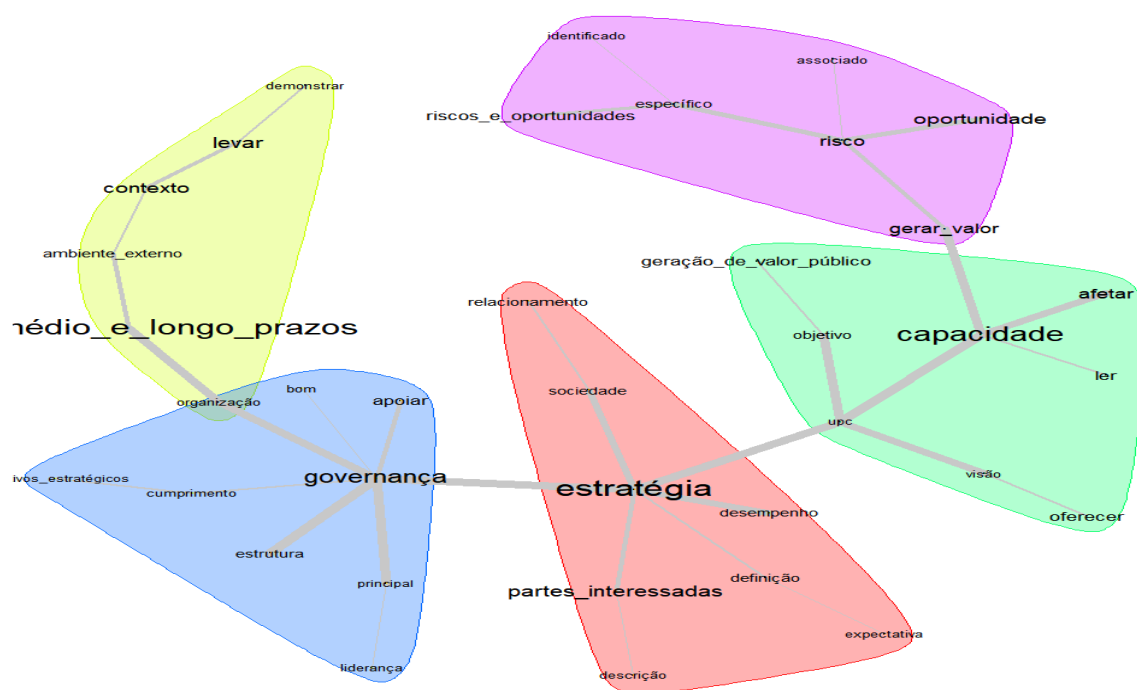 identificado
associado
demonstrar
específico
riscos_e_oportunidades
oportunidade
levar
risco
contexto
gerar_valor
ambiente_externo
geração_de_valor_público
afetar
relacionamento
nédio_e_longo_prazos
objetivo
capacidade
ler
bom
sociedade
organização
apoiar
upc
governança
ivos_estratégicos
cumprimento
estratégia
visão
desempenho
oferecer
estrutura
principal
definição
partes_interessadas
expectativa
liderança
descrição